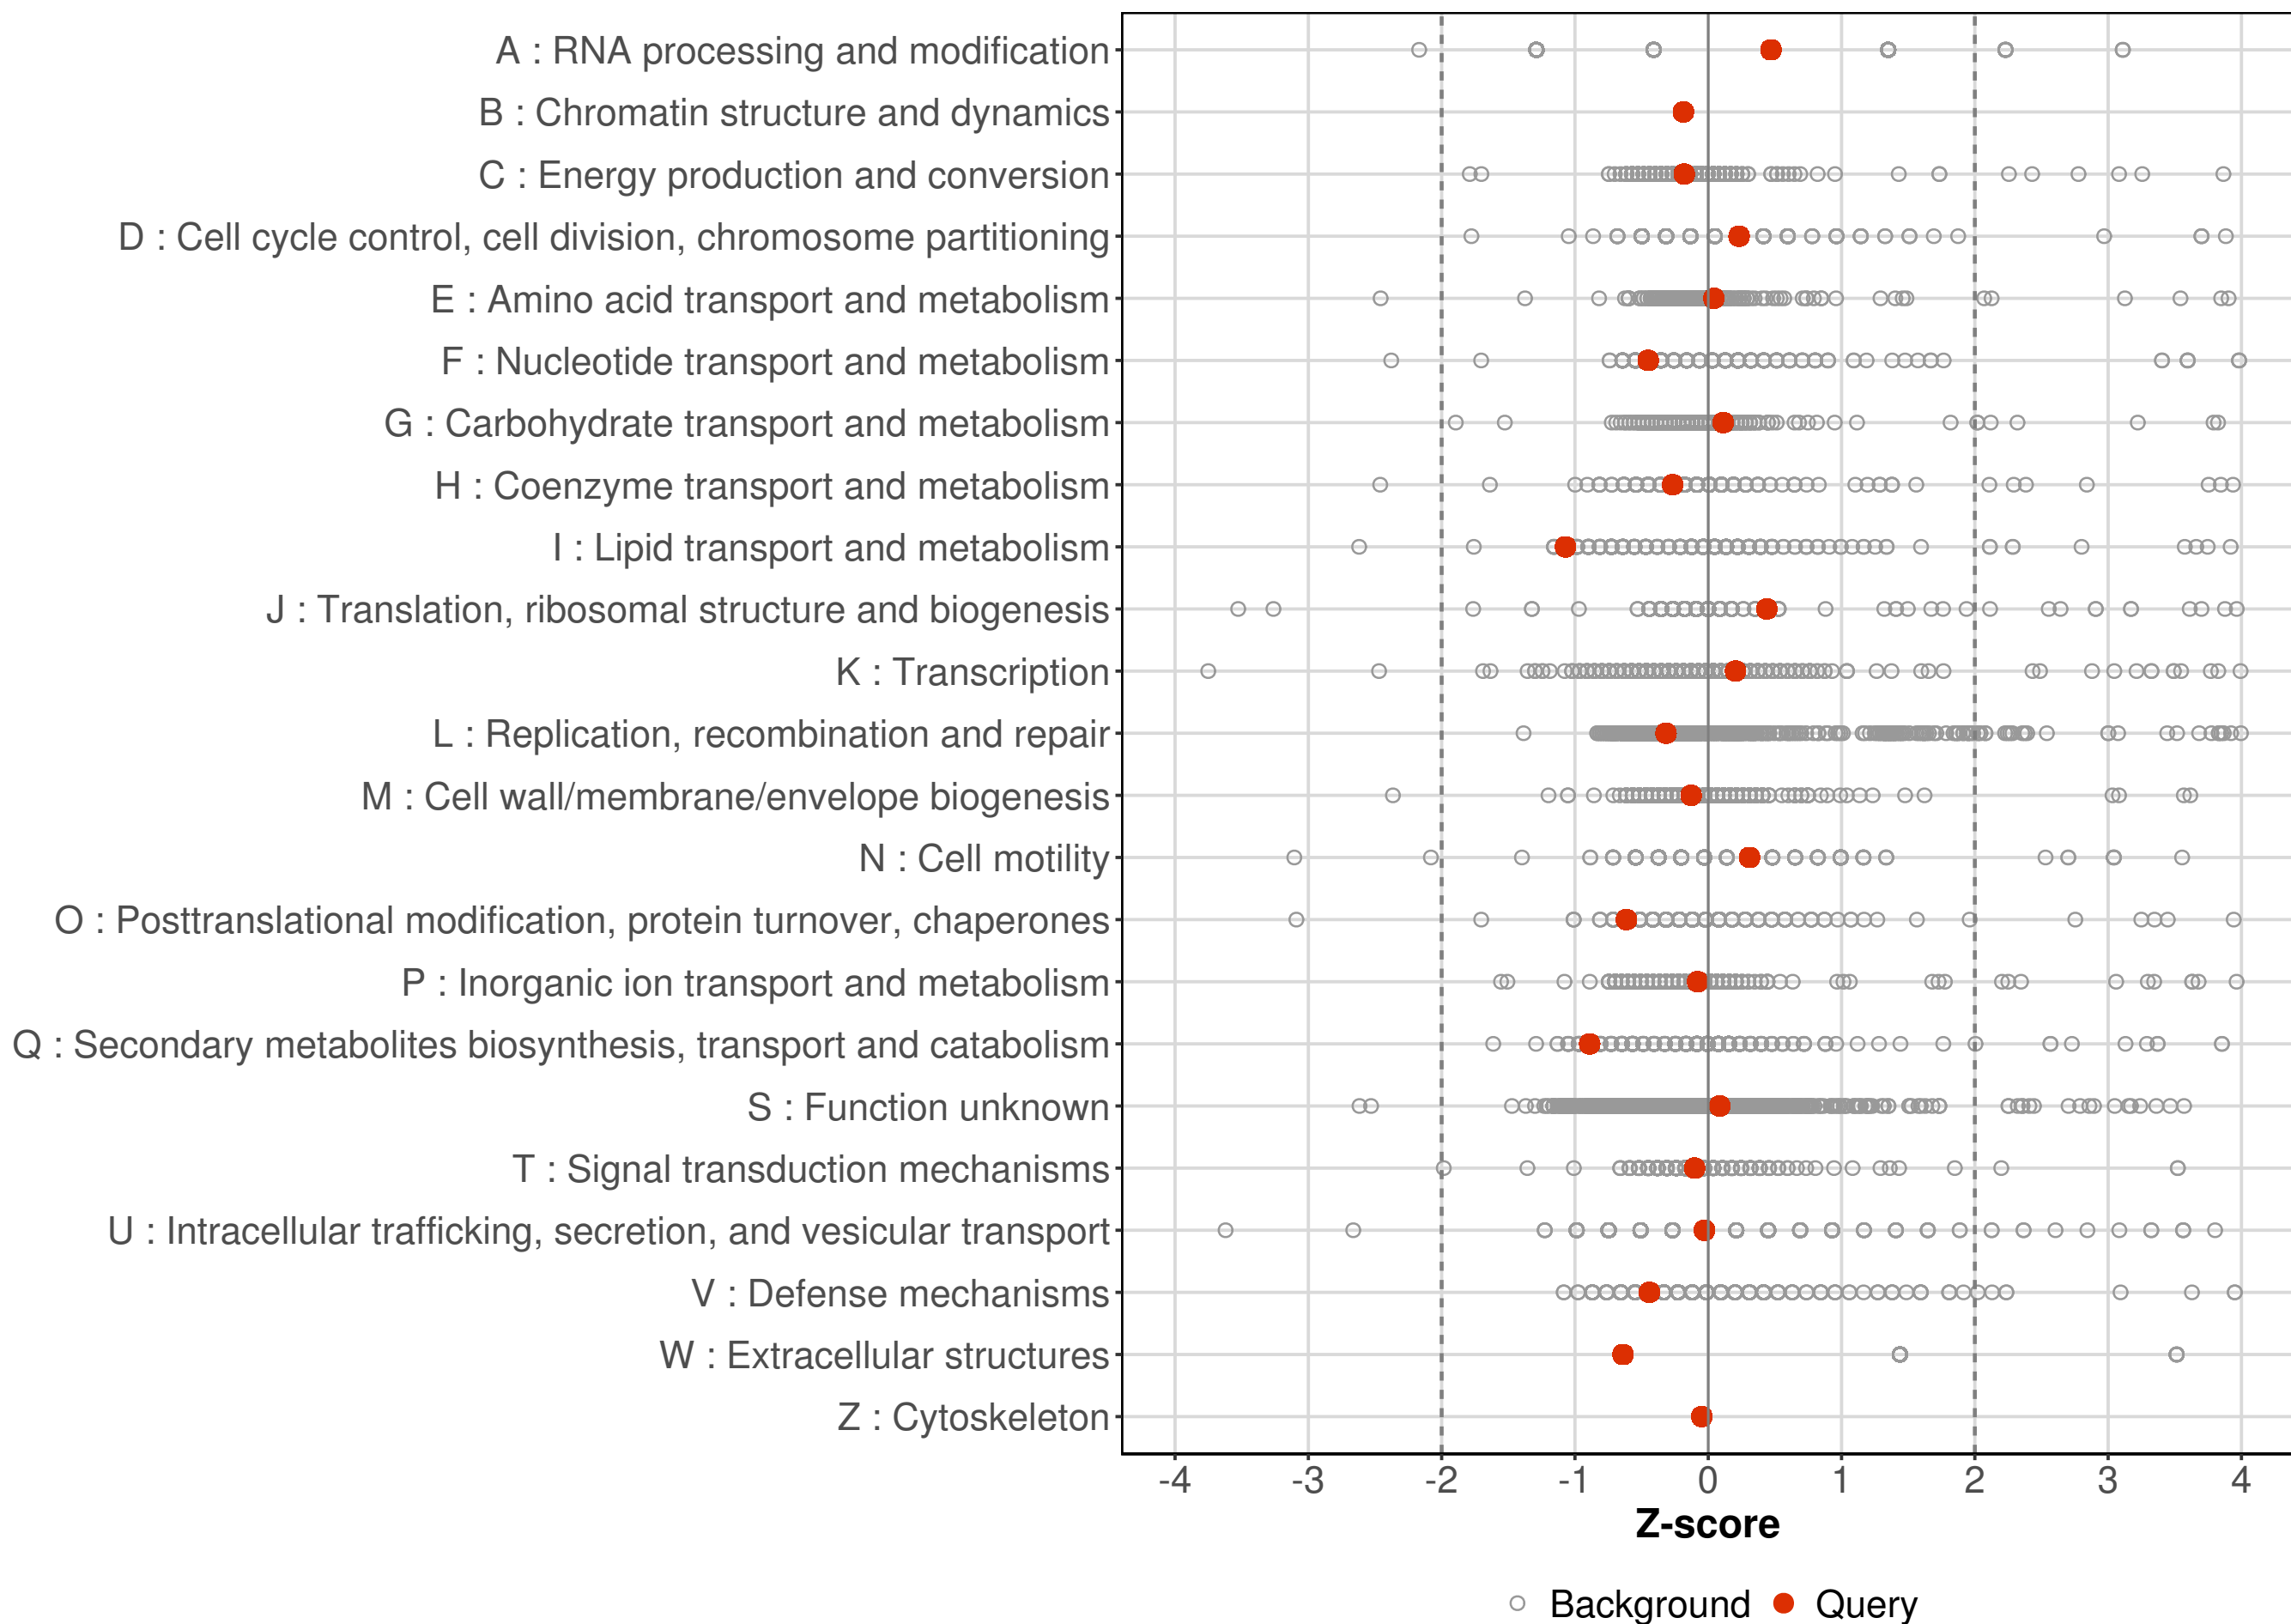 A : RNA processing and modification
B : Chromatin structure and dynamics
C : Energy production and conversion
D : Cell cycle control, cell division, chromosome partitioning
E : Amino acid transport and metabolism
F : Nucleotide transport and metabolism
G : Carbohydrate transport and metabolism
H : Coenzyme transport and metabolism
I : Lipid transport and metabolism
J : Translation, ribosomal structure and biogenesis
K : Transcription
L : Replication, recombination and repair
M : Cell wall/membrane/envelope biogenesis
N : Cell motility
O : Posttranslational modification, protein turnover, chaperones
P : Inorganic ion transport and metabolism
Q : Secondary metabolites biosynthesis, transport and catabolism
S : Function unknown
T : Signal transduction mechanisms
U : Intracellular trafficking, secretion, and vesicular transport
V : Defense mechanisms
W : Extracellular structures
Z : Cytoskeleton
-4 -3 -2 -1 0 1 2 3 4
Z-score
Background Query